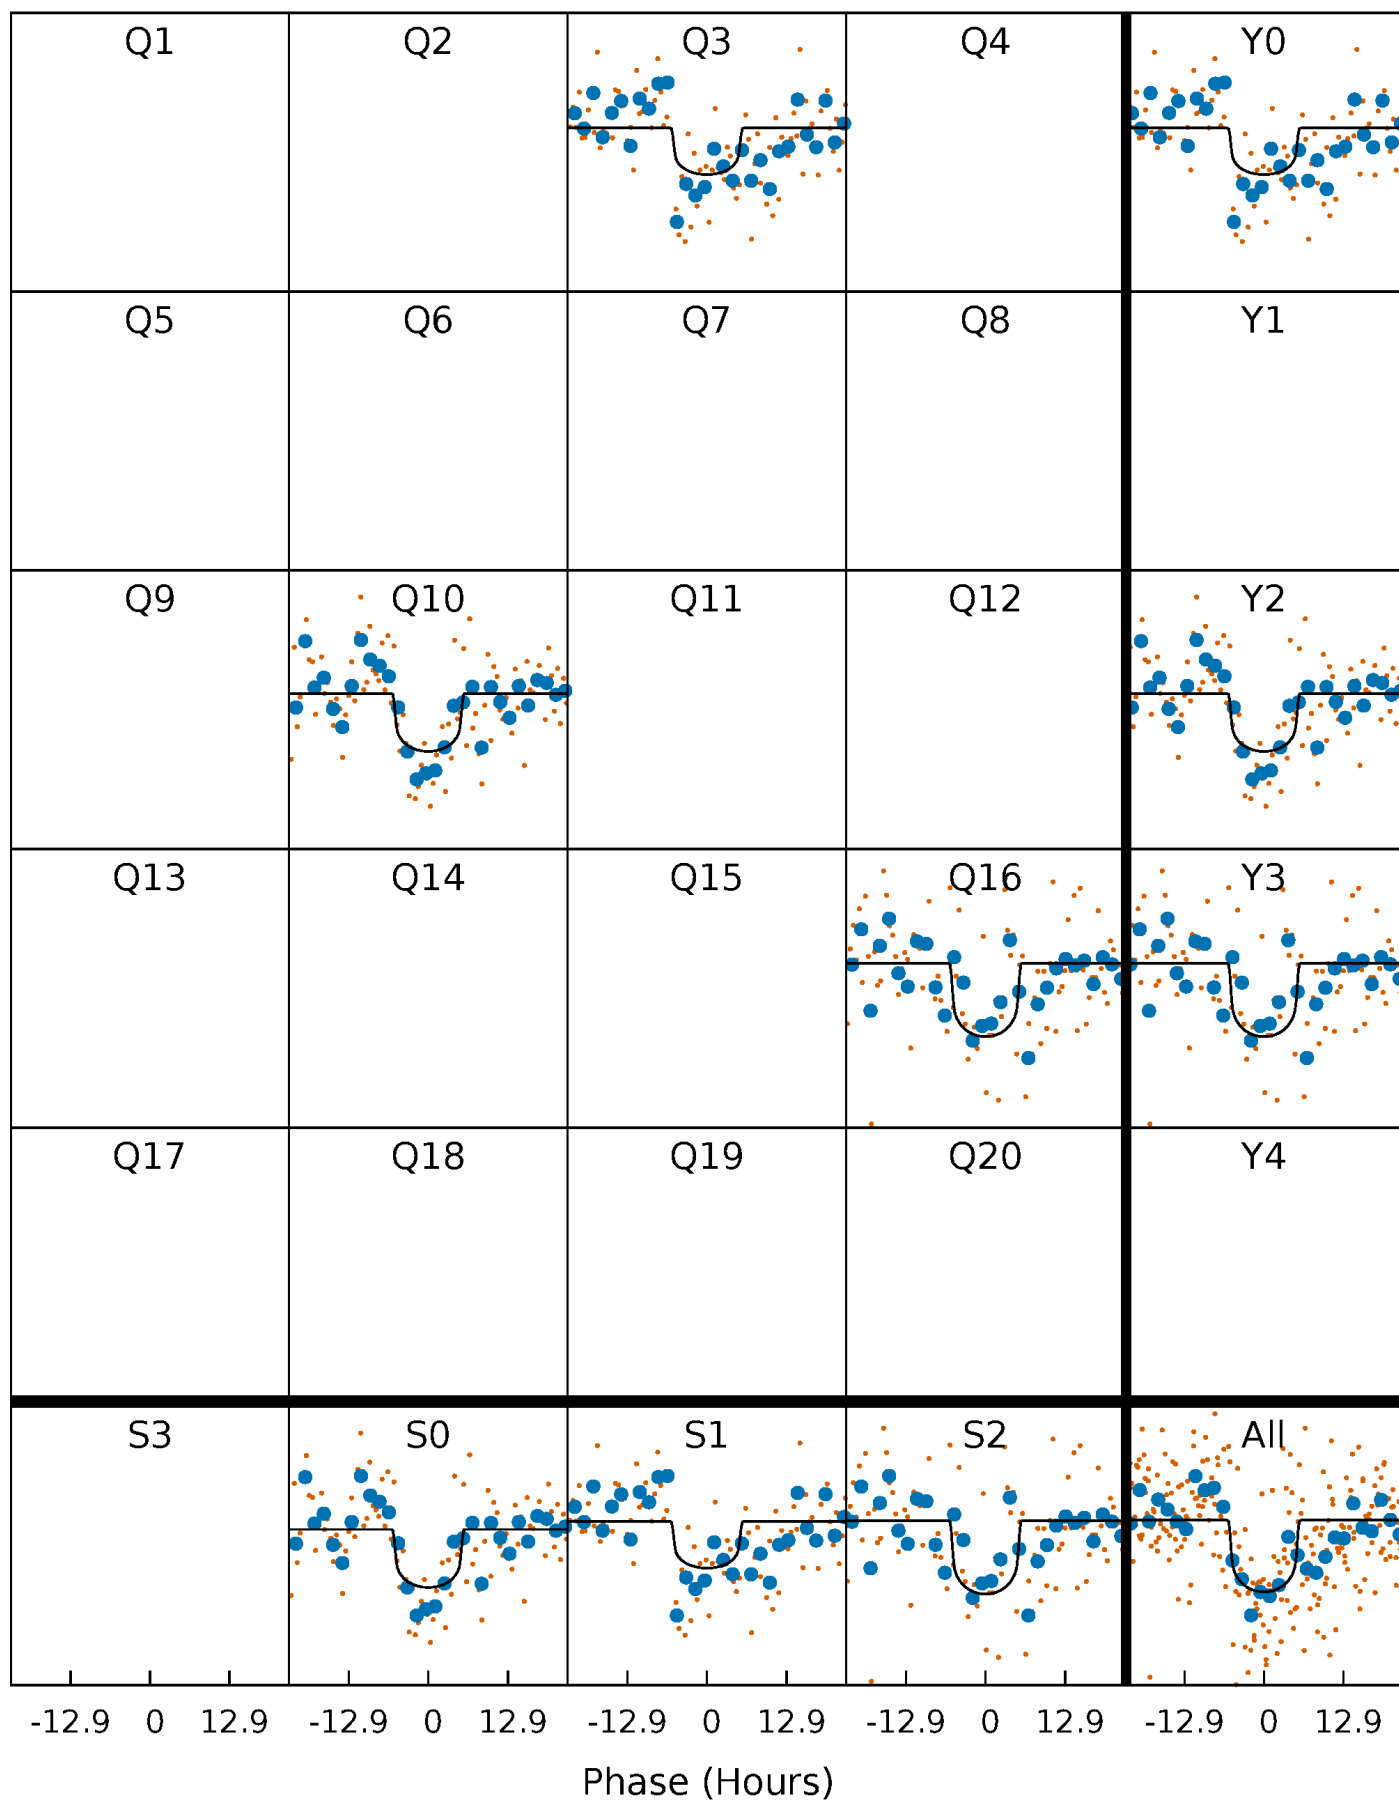 Q1 Q2 Q3 Q4 Y0
Q5 Q6 Q7 Q8 Y1
Q9 Q10 Q11 Q12 Y2
Q13 Q14 Q15 Q16 Y3
Q17 Q18 Q19 Q20 Y4
S3 S0 S1 S2 All
-12.9 0 12.9 -12.9 0 12.9 -12.9 0 12.9 -12.9 0 12.9 -12.9 0 12.9
Phase (Hours)